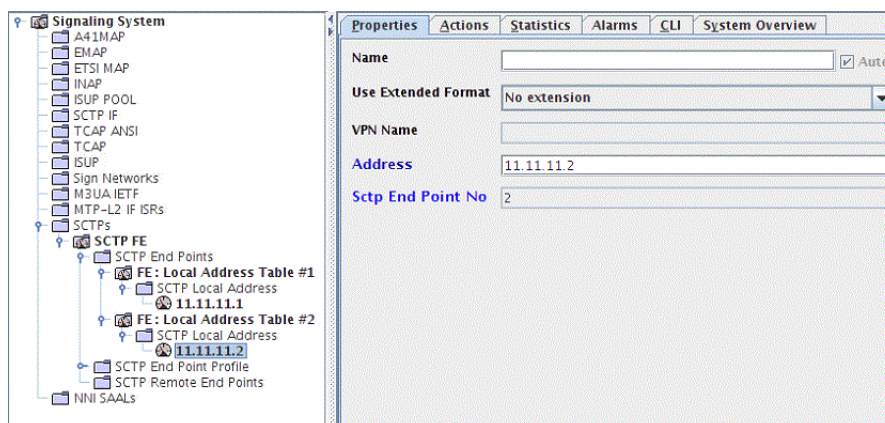 Signaling System
A41MAP
EMAP
ETSI MAP
INAP
ISUP POOL
SCTP IF
TCAP ANSI
TCAP
ISUP
Sign Networks
M3UA IETF
MTP-L2 IF ISRs
SCTPs
SCTP FE
SCTP End Points
FE: Local Address Table #1
SCTP Local Address
11.11.11.1
FE: Local Address Table #2
SCTP Local Address
11.11.11.2
SCTP End Point Profile
SCTP Remote End Points
NNI SAALs
Properties Actions Statistics Alarms CLI System Overview
Name Auto
Use Extended Format No extension
VPN Name
Address 11.11.11.2
Sctp End Point No 2